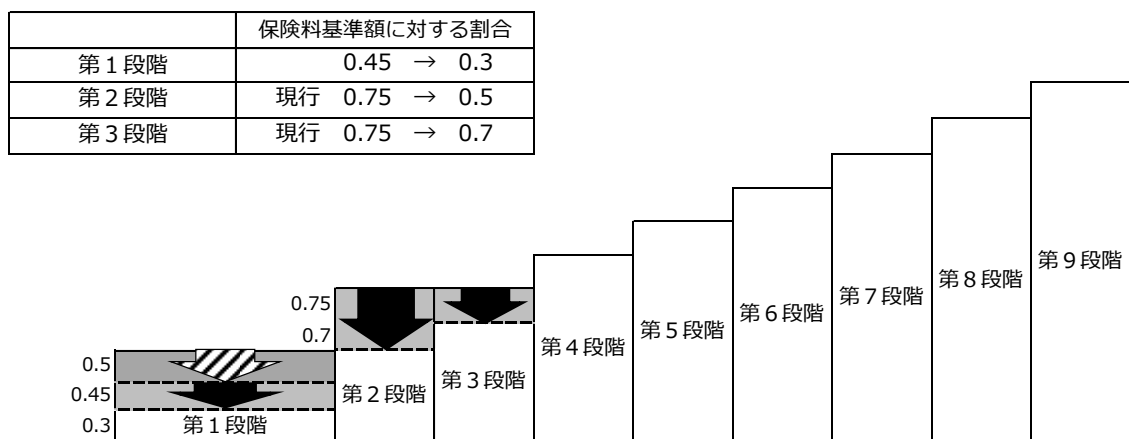 保険料基準額に対する割合
第１段階 0.45 → 0.3
第２段階 現行 0.75 → 0.5
第３段階 現行 0.75 → 0.7
0.75
0.7
0.5
0.45
0.3
第１段階
第２段階
第３段階
第４段階
第５段階
第６段階
第７段階
第８段階
第９段階